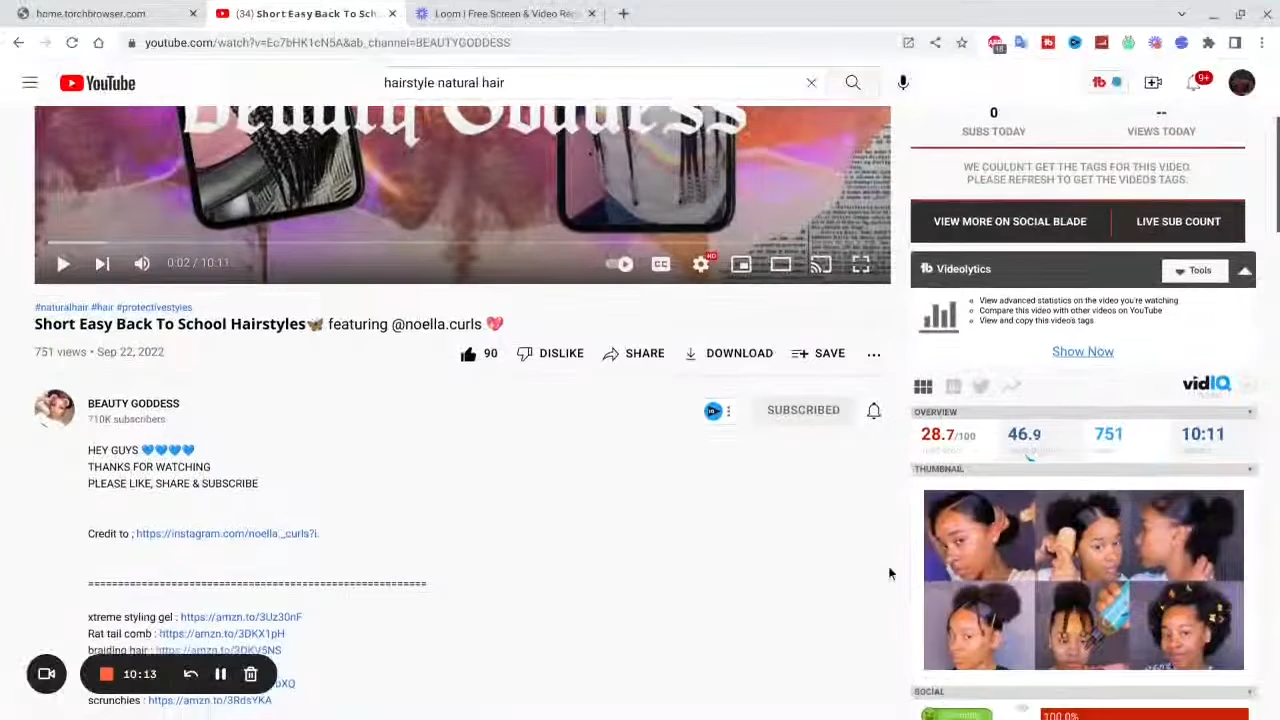 home.torchbrowser.com
(34) Short Easy Back To Sch
Loom | Free Screen & Video Rec
youtube.com/watch?v=Ec7bHK1cN5A&ab_channel=BEAUTYGODDESS
18
YouTube
hairstyle natural hair
9+
Beauty Goddess
0
--
SUBS TODAY
VIEWS TODAY
WE COULDN'T GET THE TAGS FOR THIS VIDEO.
PLEASE REFRESH TO GET THE VIDEOS TAGS.
VIEW MORE ON SOCIAL BLADE
LIVE SUB COUNT
0:02 / 10:11
CC
HD
Videolytics
Tools
View advanced statistics on the video you're watching
Compare this video with other videos on YouTube
View and copy this video's tags
Show Now
#naturalhair #hair #protectivestyles
Short Easy Back To School Hairstyles🦋 featuring @noella.curls 💖
751 views • Sep 22, 2022
90
DISLIKE
SHARE
DOWNLOAD
SAVE
vidIQ
OVERVIEW
28.7/100
46.9
751
10:11
THUMBNAIL
BEAUTY GODDESS
710K subscribers
SUBSCRIBED
HEY GUYS 💙💙💙💙
THANKS FOR WATCHING
PLEASE LIKE, SHARE & SUBSCRIBE
Credit to ; https://instagram.com/noella._curls?i.
=========================================================
xtreme styling gel : https://amzn.to/3Uz30nF
Rat tail comb : https://amzn.to/3DKX1pH
braiding hair : https://amzn.to/3DKV5NS
scrunchies : https://amzn.to/3RdsYKA
10:13
SOCIAL
100.0%